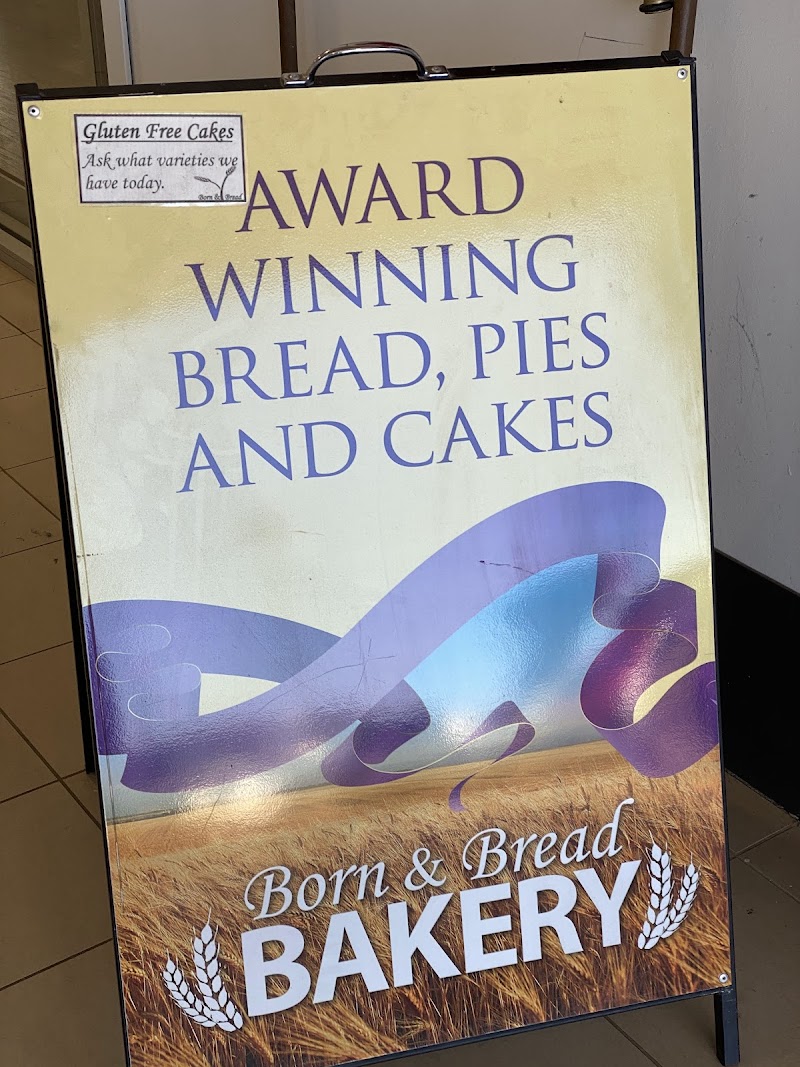 Gluten Free Cakes
Ask what varieties we
have today.
Born & Bread
AWARD
WINNING
BREAD, PIES
AND CAKES
Born & Bread
BAKERY